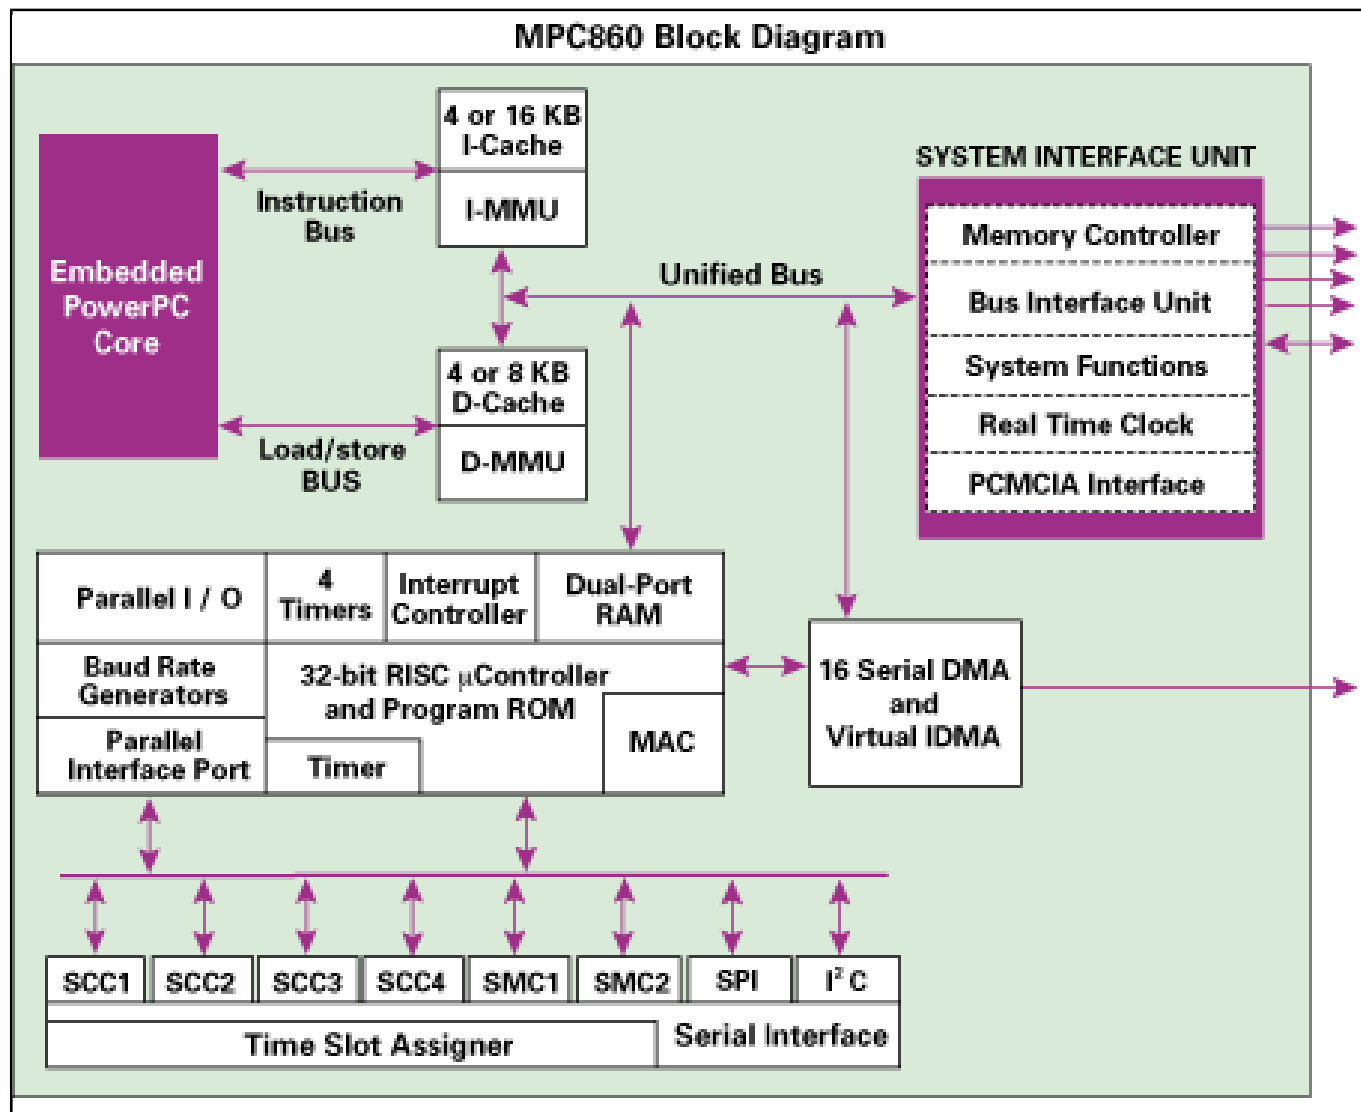 MPC860 Block Diagram
4 or 16 KB
I-Cache
I-MMU
Instruction
Bus
Embedded
PowerPC
Core
Unified Bus
4 or 8 KB
D-Cache
D-MMU
Load/store
BUS
SYSTEM INTERFACE UNIT
Memory Controller
Bus Interface Unit
System Functions
Real Time Clock
PCMCIA Interface
Parallel I / O
4
Timers
Interrupt
Controller
Dual-Port
RAM
Baud Rate
Generators
32-bit RISC μController
and Program ROM
Parallel
Interface Port
Timer
MAC
16 Serial DMA
and
Virtual IDMA
SCC1
SCC2
SCC3
SCC4
SMC1
SMC2
SPI
I² C
Time Slot Assigner
Serial Interface